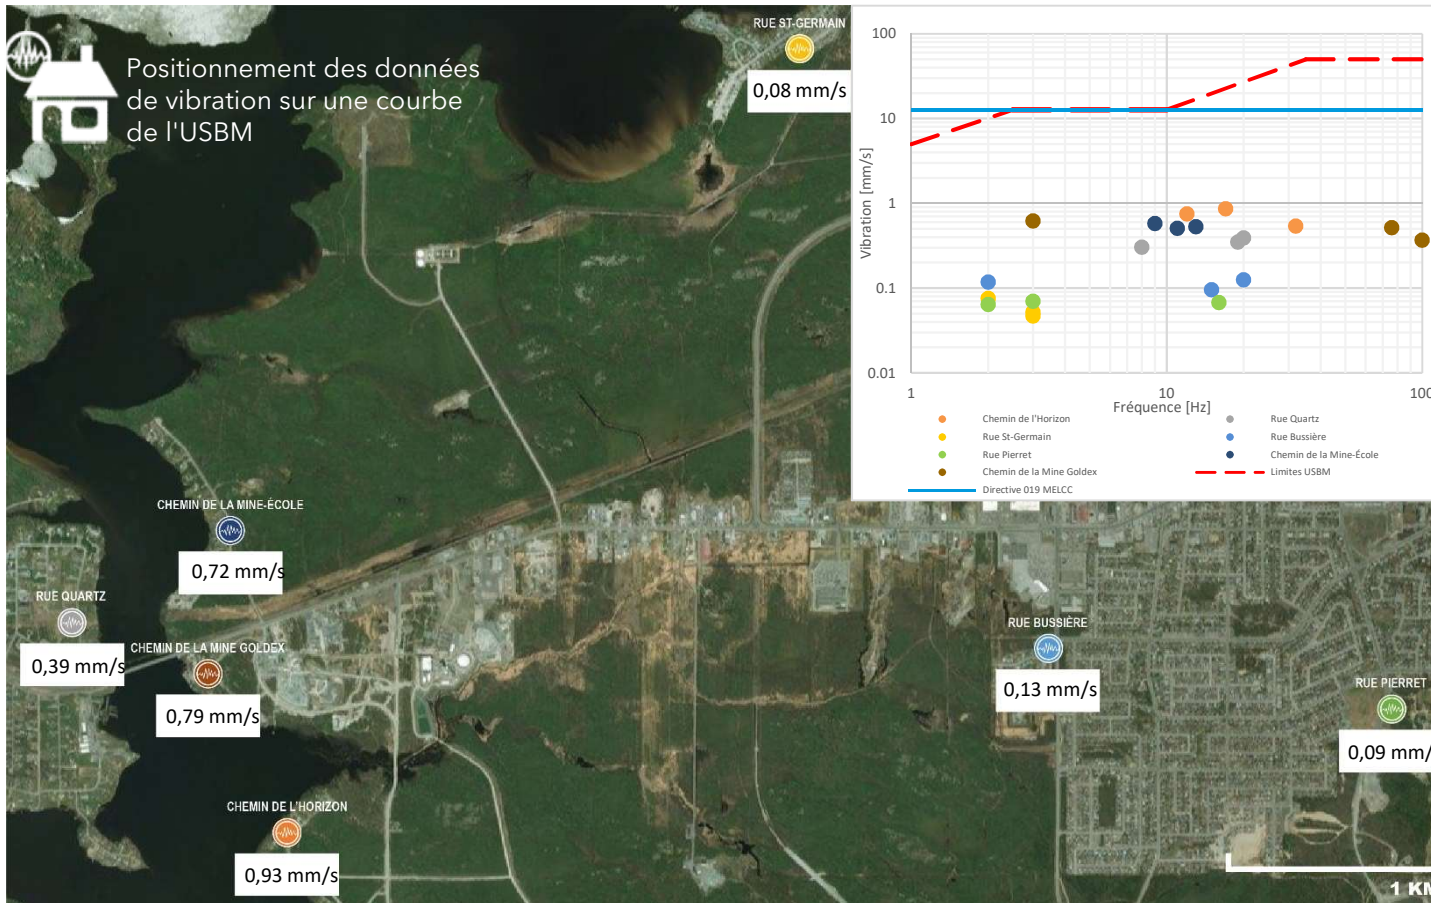 Positionnement des données
de vibration sur une courbe
de l'USBM
RUE ST-GERMAIN
0,08 mm/s
100
10
1
0.1
0.01
Vibration [mm/s]
1
10
100
Fréquence [Hz]
Chemin de l'Horizon
Rue Quartz
Rue St-Germain
Rue Bussière
Rue Pierret
Chemin de la Mine-École
Chemin de la Mine Goldex
Limites USBM
Directive 019 MELCC
CHEMIN DE LA MINE-ÉCOLE
0,72 mm/s
RUE QUARTZ
0,39 mm/s
CHEMIN DE LA MINE GOLDEX
0,79 mm/s
RUE BUSSIÈRE
0,13 mm/s
RUE PIERRET
0,09 mm/
CHEMIN DE L'HORIZON
0,93 mm/s
1 KM